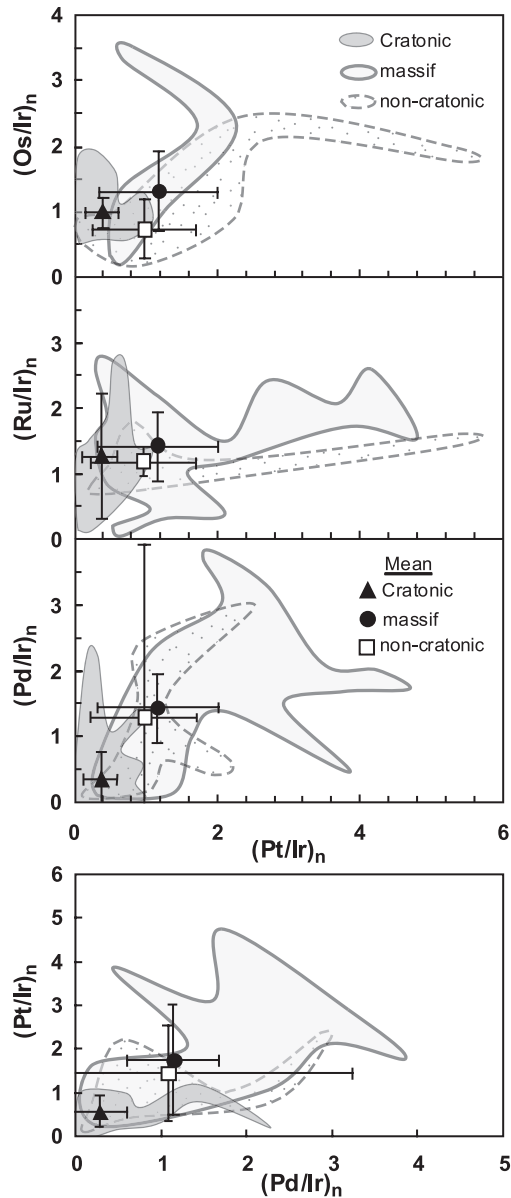 4
3
2
1
0
(Os/Ir)n
Cratonic
massif
non-cratonic
3
2
1
0
(Ru/Ir)n
3
2
1
0
(Pd/Ir)n
Mean
Cratonic
massif
non-cratonic
0 2 4 6
(Pt/Ir)n
6
5
4
3
2
1
0
(Pt/Ir)n
0 1 2 3 4 5
(Pd/Ir)n